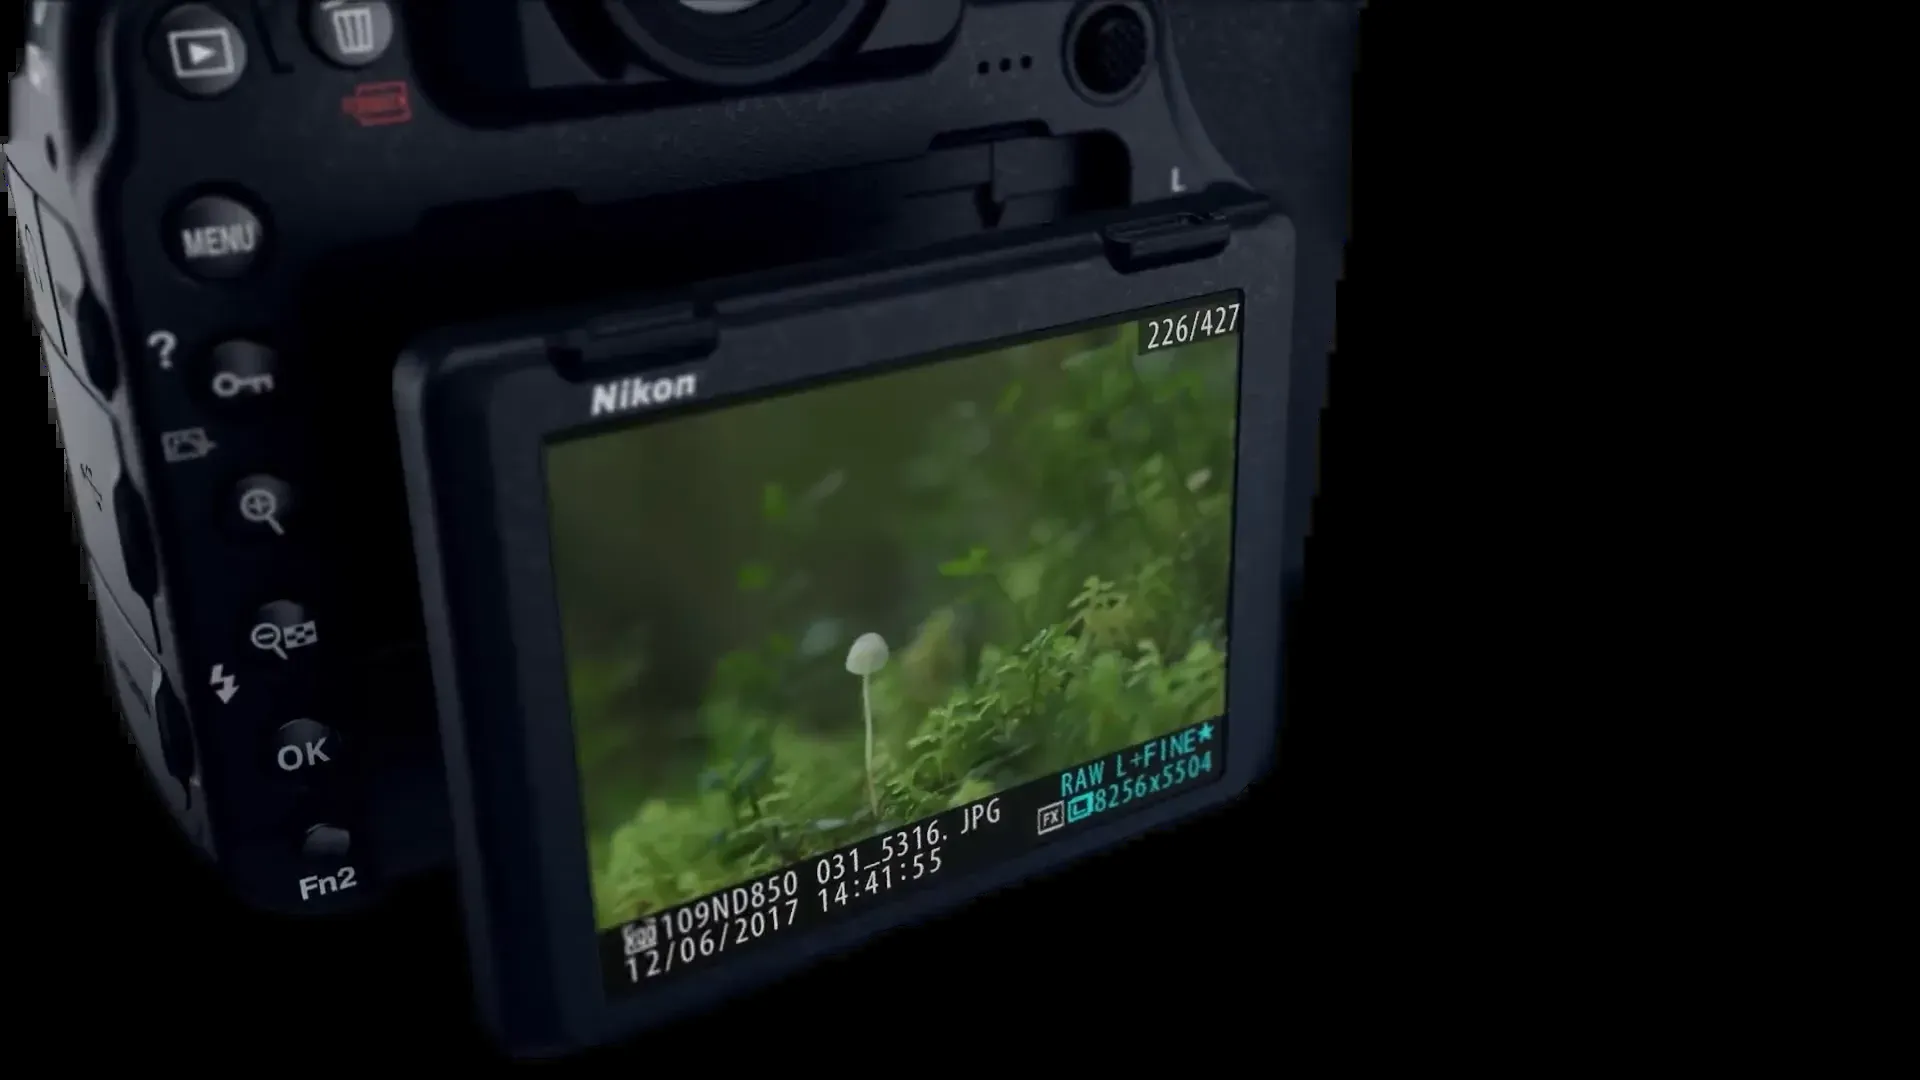 MENU
?
L
Nikon
226/427
OK
Fn2
RAW L+FINE★
FX L 8256x5504
XQD 109ND850 031_5316. JPG
12/06/2017 14:41:55